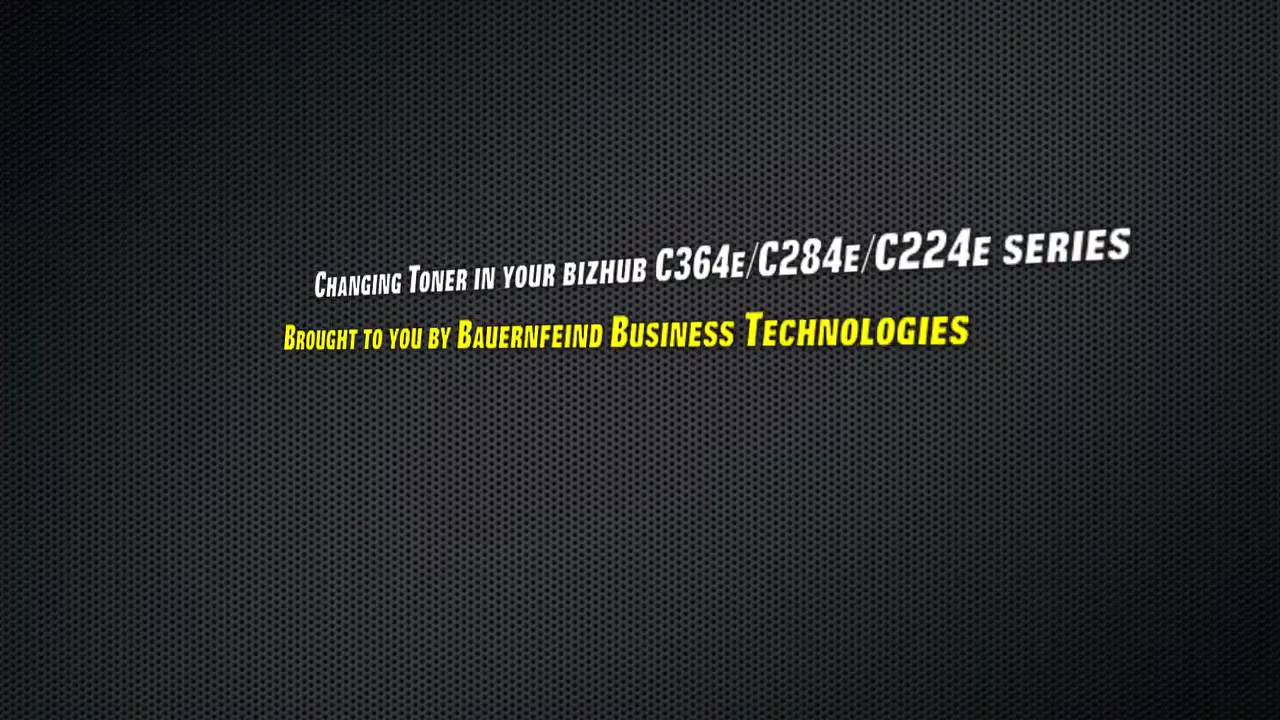 Changing Toner in your bizhub C364e/C284e/C224e series
Brought to you by Bauernfeind Business Technologies